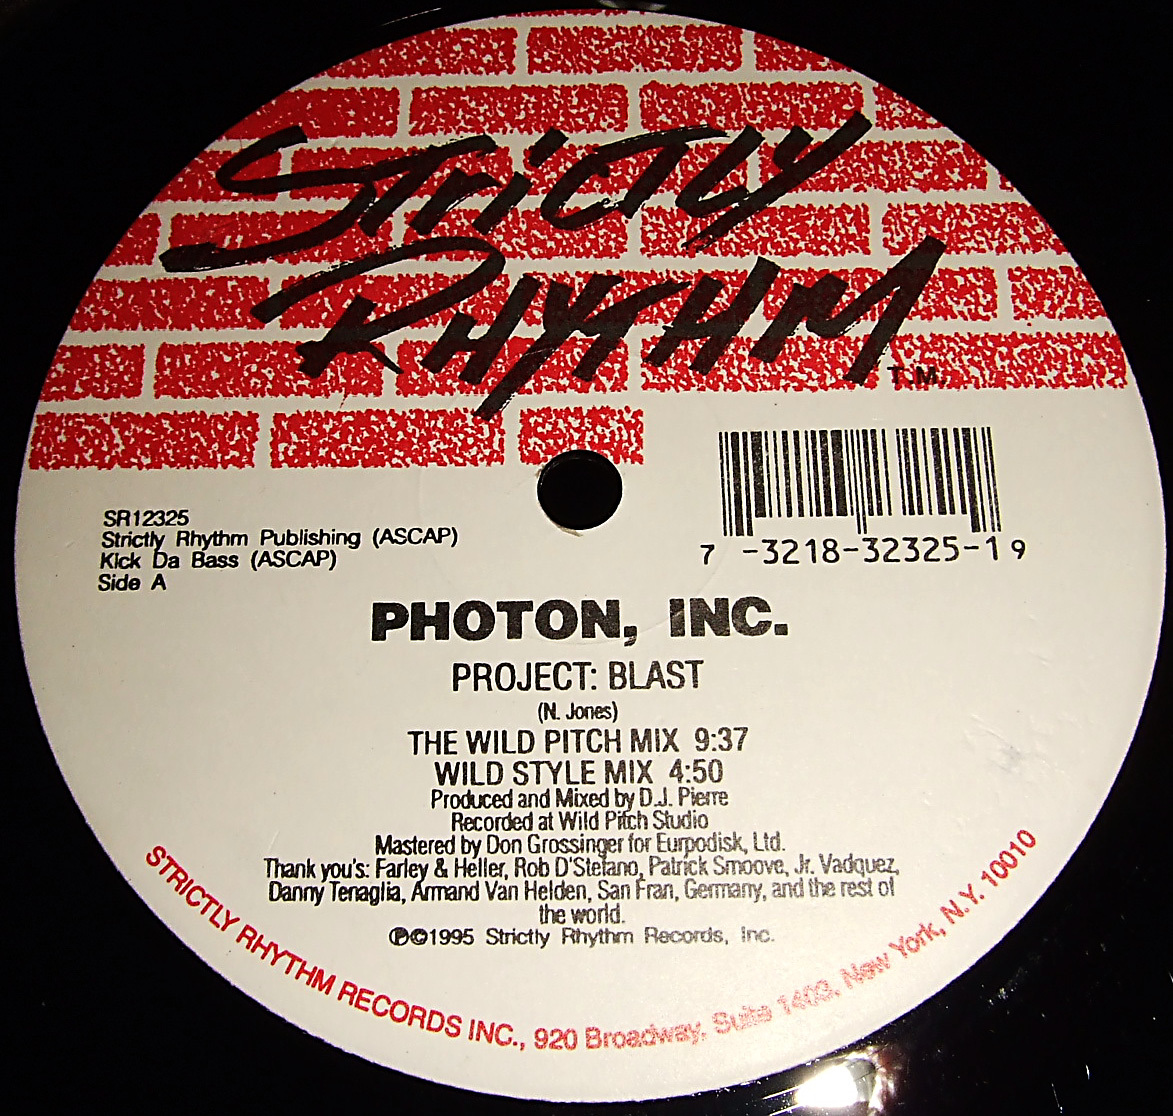 STRICTLY
RHYTHM
T.M.
SR12325
Strictly Rhythm Publishing (ASCAP)
Kick Da Bass (ASCAP)
Side A
7 -3218-32325-1 9
PHOTON, INC.
PROJECT: BLAST
(N. Jones)
THE WILD PITCH MIX 9:37
WILD STYLE MIX 4:50
Produced and Mixed by D.J. Pierre
Recorded at Wild Pitch Studio
Mastered by Don Grossinger for Eurpodisk, Ltd.
Thank you's: Farley & Heller, Rob D'Stefano, Patrick Smoove, Jr. Vadquez,
Danny Tenaglia, Armand Van Helden, San Fran, Germany, and the rest of
the world.
℗©1995 Strictly Rhythm Records, Inc.
STRICTLY RHYTHM RECORDS INC., 920 Broadway, Suite 1403, New York, N.Y. 10010